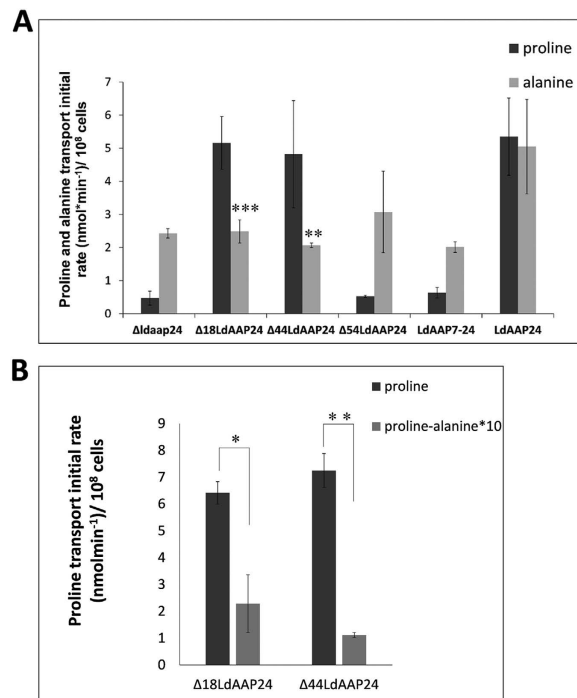 A
proline
alanine
Proline and alanine transport initial
rate (nmol*min⁻¹)/ 10⁸ cells
7
6
5
4
3
2
1
0
***
**
Δldaap24
Δ18LdAAP24
Δ44LdAAP24
Δ54LdAAP24
LdAAP7-24
LdAAP24
B
proline
proline-alanine*10
Proline transport initial rate
(nmolmin⁻¹)/ 10⁸ cells
9
8
7
6
5
4
3
2
1
0
*
**
Δ18LdAAP24
Δ44LdAAP24